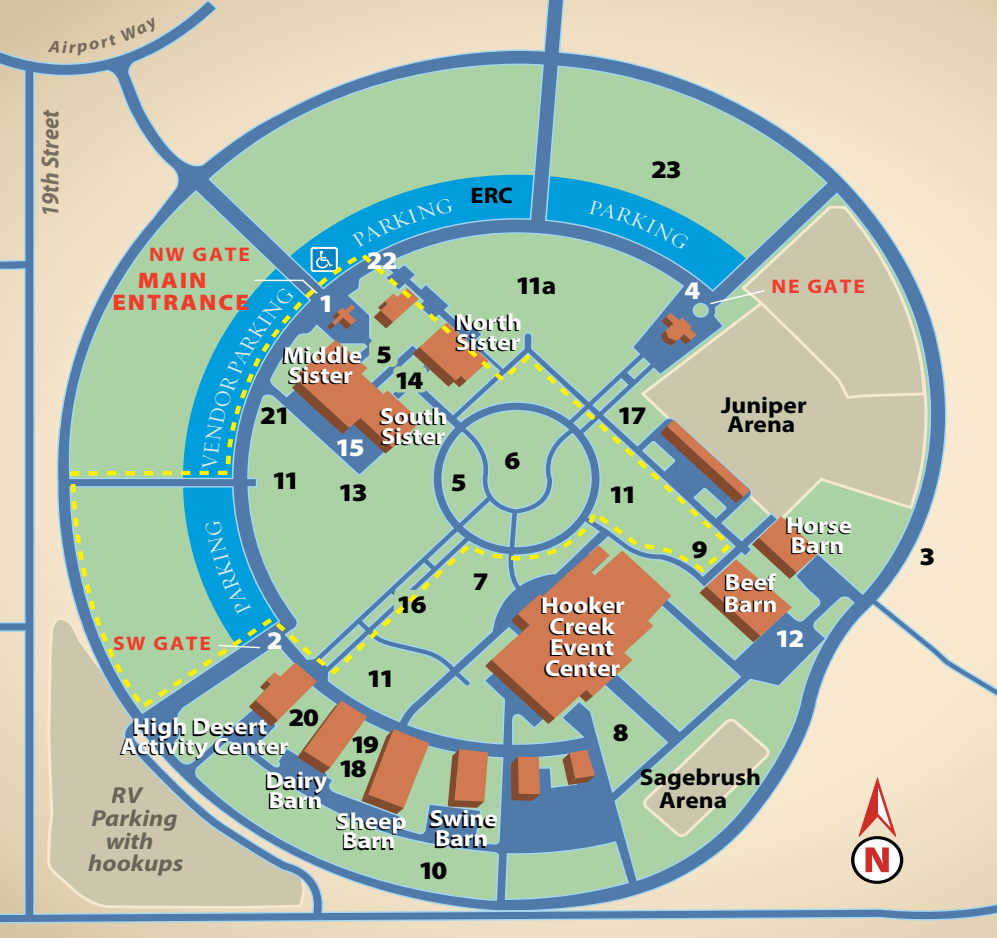 Airport Way
19th Street
23
ERC
PARKING
PARKING
NW GATE
MAIN
ENTRANCE
22
1
11a
4
NE GATE
VENDOR PARKING
North
Sister
Middle
Sister
5
14
South
Sister
21
15
17
Juniper
Arena
6
11
13
5
11
Horse
Barn
3
9
Beef
Barn
PARKING
7
16
Hooker
Creek
Event
Center
12
SW GATE
2
11
20
High Desert
Activity Center
19
18
8
Dairy
Barn
Sagebrush
Arena
Sheep
Barn
Swine
Barn
RV
Parking
with
hookups
10
N